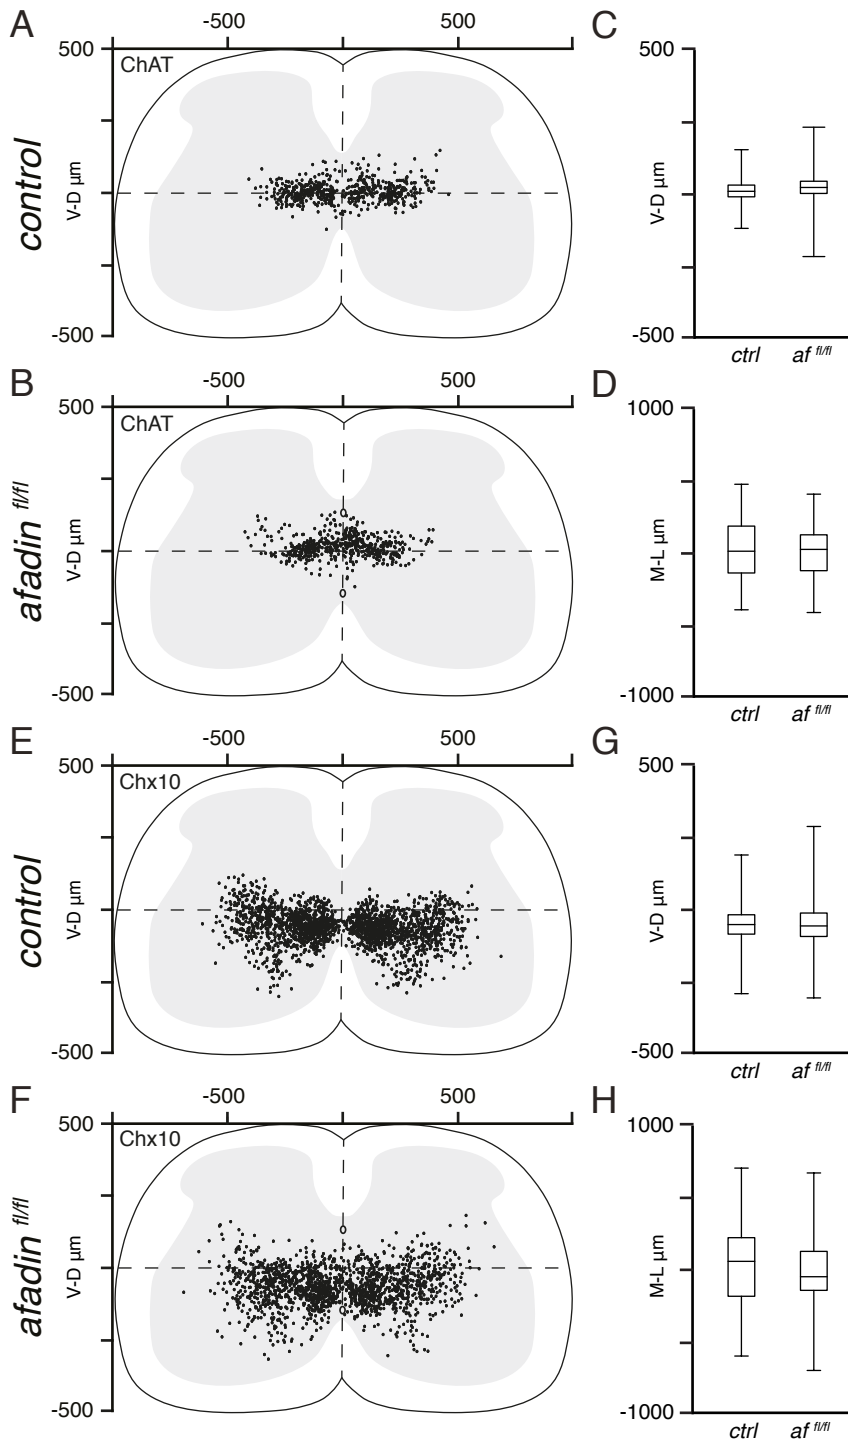 A
-500 500
C
500
ChAT
control
V-D µm
-500
500
V-D µm
-500
ctrl af fl/fl
B
-500 500
D
500
ChAT
afadin fl/fl
V-D µm
-500
1000
M-L µm
-1000
ctrl af fl/fl
E
-500 500
G
500
Chx10
control
V-D µm
-500
500
V-D µm
-500
ctrl af fl/fl
F
-500 500
H
500
Chx10
afadin fl/fl
V-D µm
-500
1000
M-L µm
-1000
ctrl af fl/fl